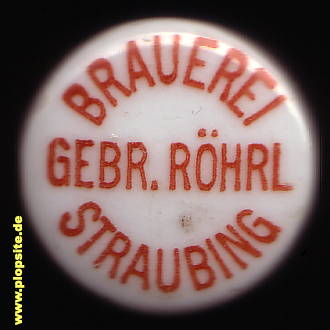 BRAUEREI
GEBR. RÖHRL
STRAUBING
www.plopsite.de